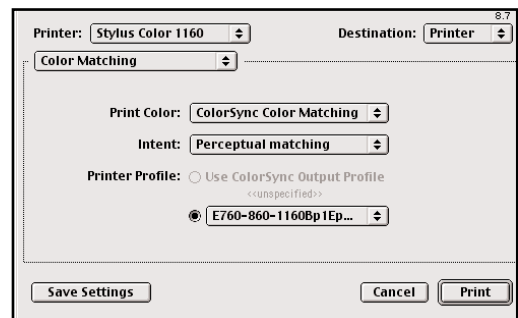 8.7
Printer: Stylus Color 1160 Destination: Printer
Color Matching
Print Color: ColorSync Color Matching
Intent: Perceptual matching
Printer Profile: Use ColorSync Output Profile
<<unspecified>>
E760-860-1160Bp1Ep...
Save Settings Cancel Print